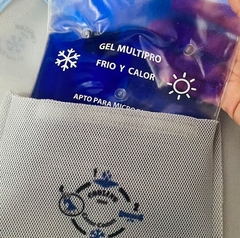 GEL MULTIPRO
FRIO Y CALOR
APTO PARA MICRO